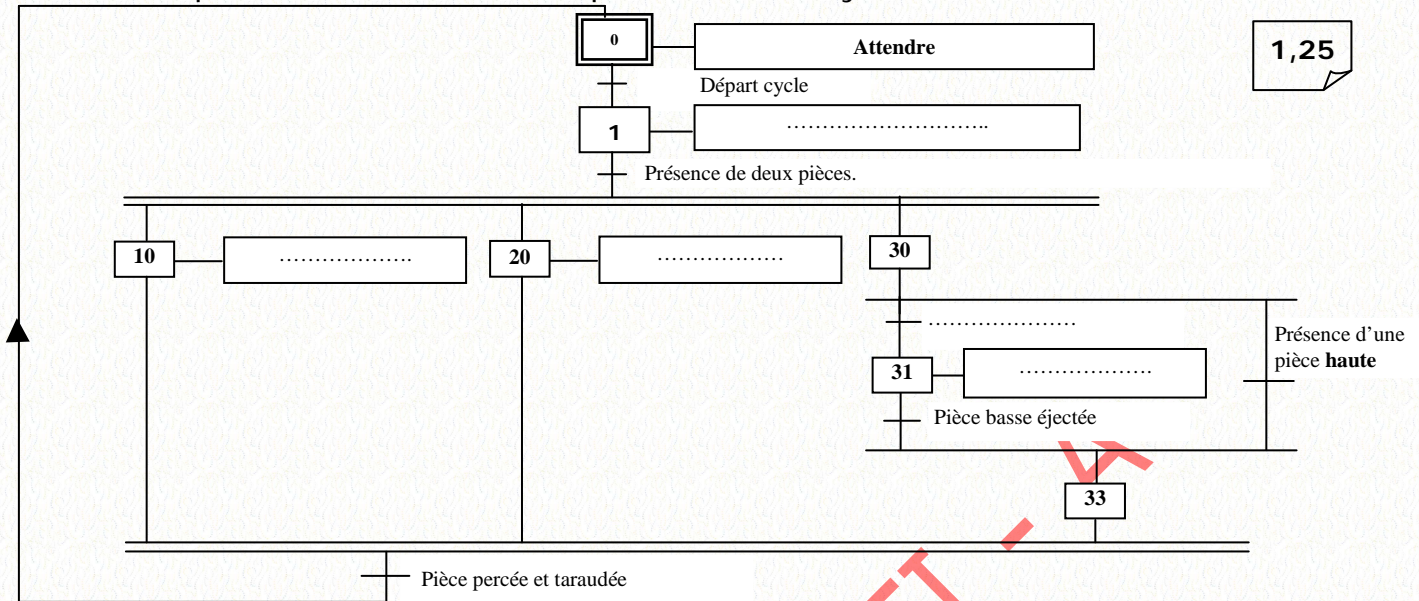 0
Attendre
1,25
Départ cycle
1
………………………..
Présence de deux pièces.
10
……………….
20
………………
30
…………………
Présence d'une
pièce haute
31
……………….
Pièce basse éjectée
33
Pièce percée et taraudée